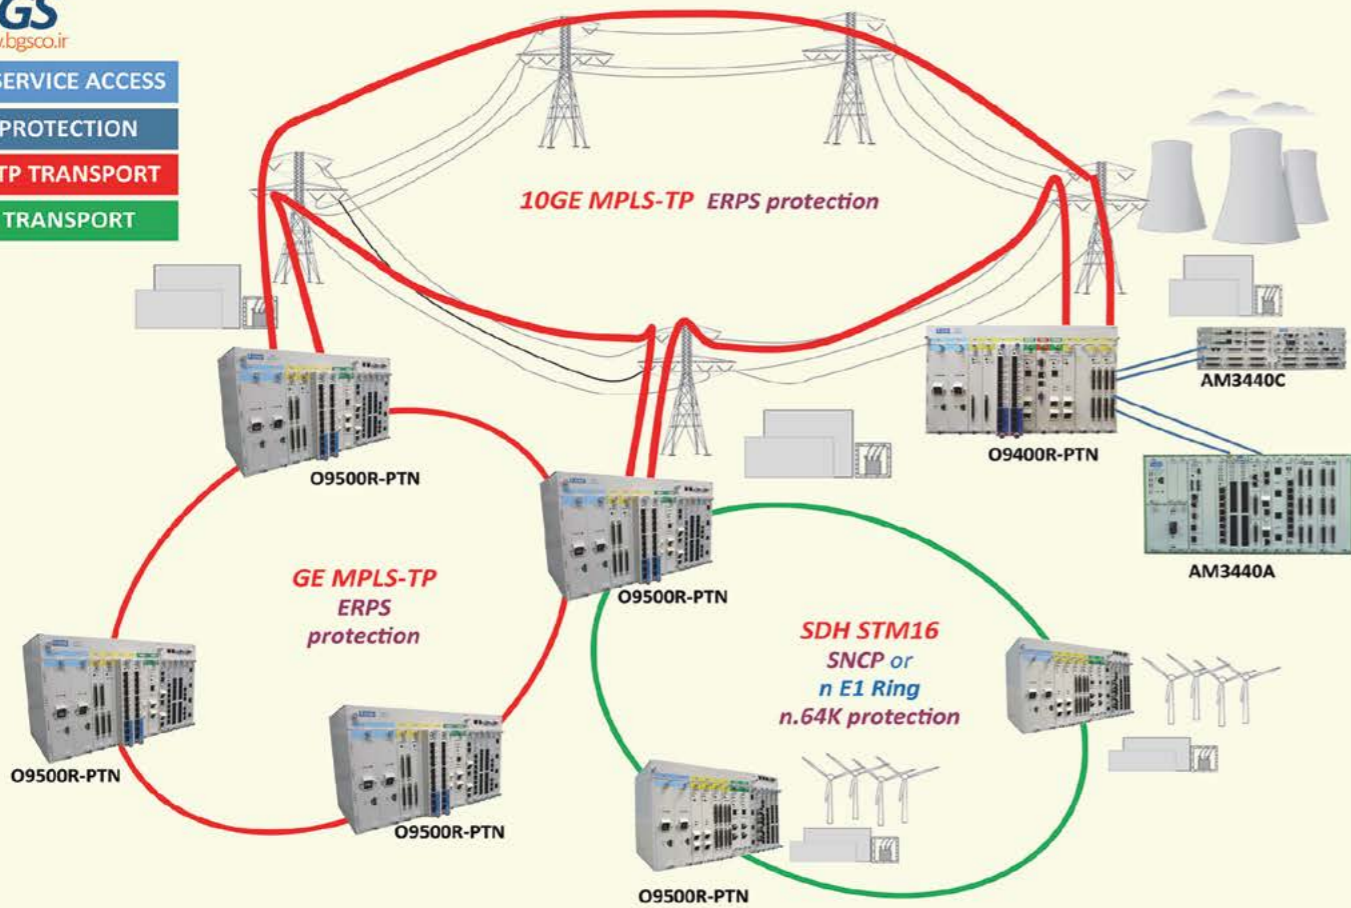 GS
w.bgsco.ir
SERVICE ACCESS
PROTECTION
TP TRANSPORT
TRANSPORT
10GE MPLS-TP ERPS protection
AM3440C
O9400R-PTN
O9500R-PTN
AM3440A
O9500R-PTN
GE MPLS-TP
ERPS
protection
SDH STM16
SNCP or
n E1 Ring
n.64K protection
O9500R-PTN
O9500R-PTN
O9500R-PTN